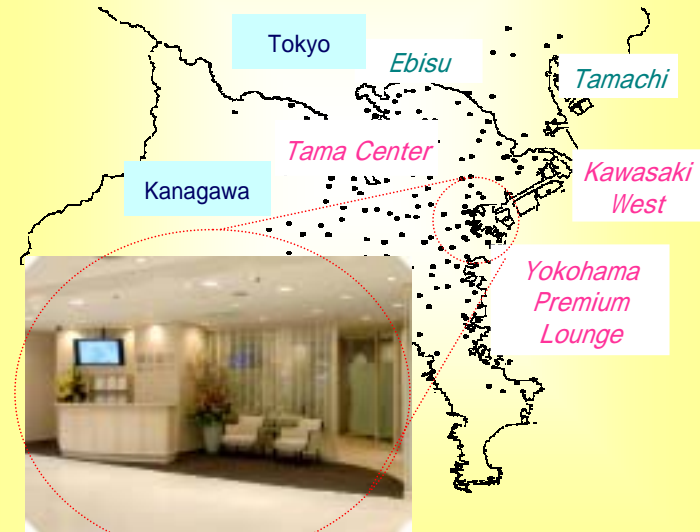 Tokyo
Ebisu
Tamachi
Tama Center
Kawasaki
West
Kanagawa
Yokohama
Premium
Lounge